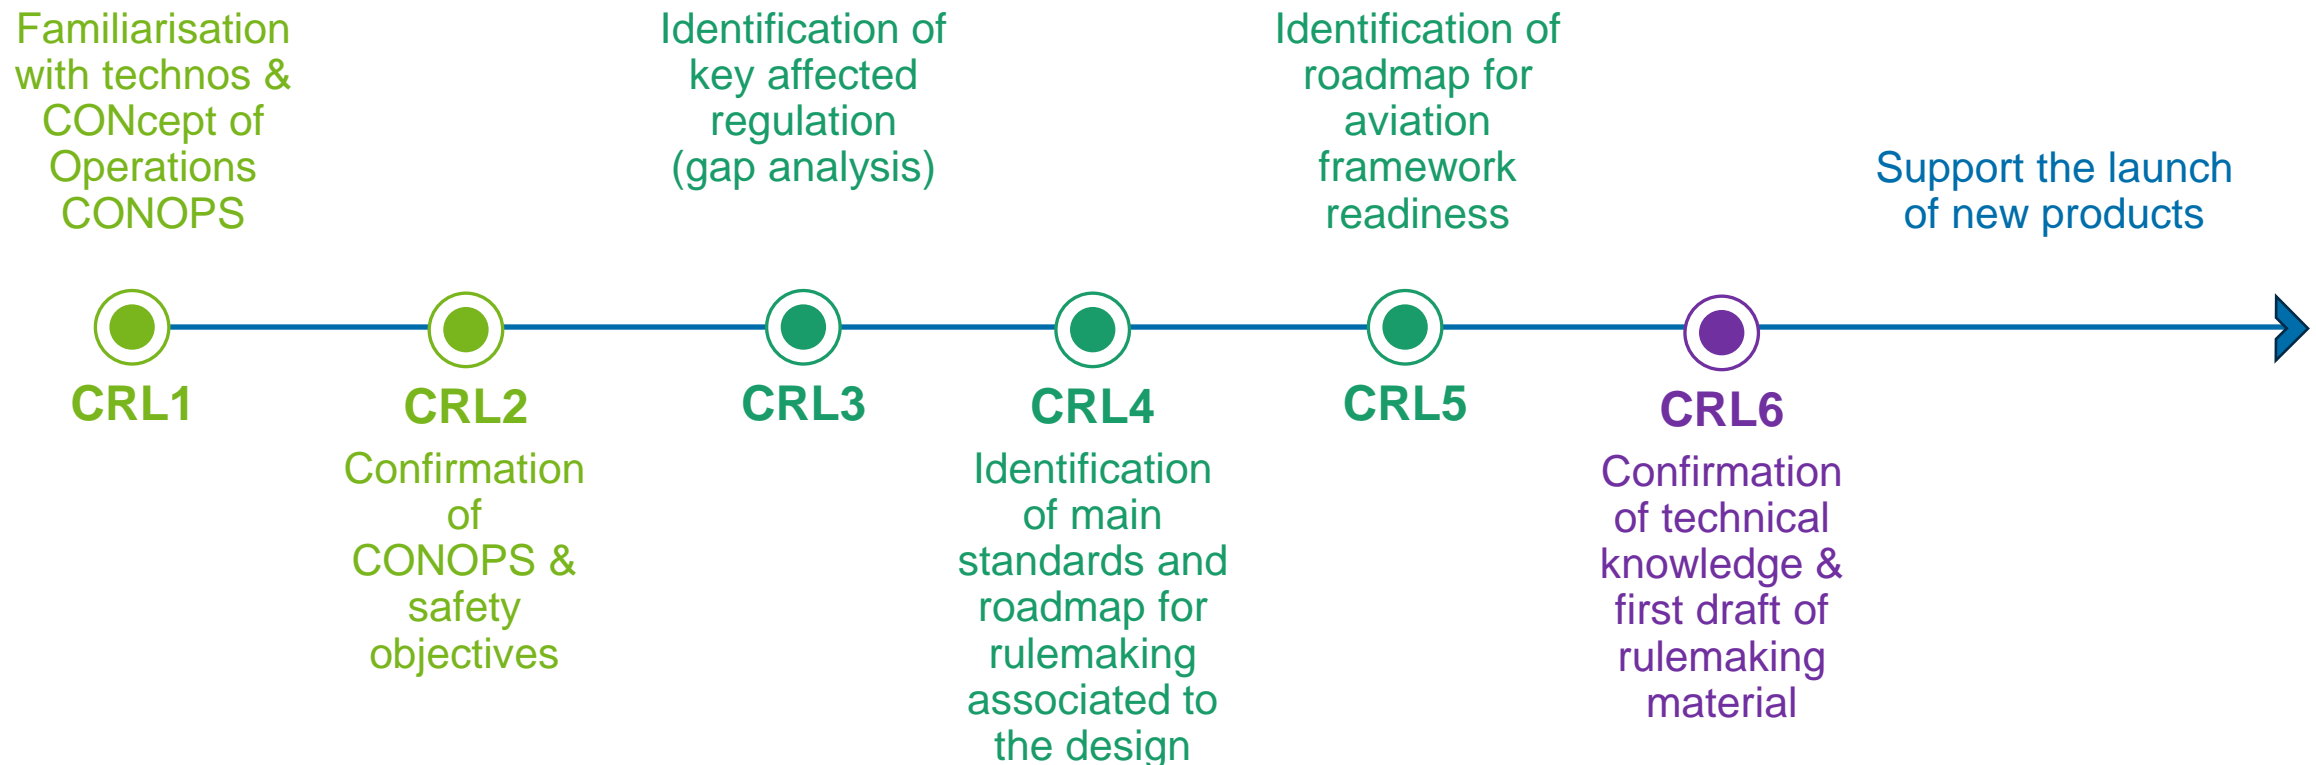 Familiarisation
with technos &
CONcept of
Operations
CONOPS
Identification of
key affected
regulation
(gap analysis)
Identification of
roadmap for
aviation
framework
readiness
Support the launch
of new products
CRL1
CRL2
CRL3
CRL4
CRL5
CRL6
Confirmation
of
CONOPS &
safety
objectives
Identification
of main
standards and
roadmap for
rulemaking
associated to
the design
Confirmation
of technical
knowledge &
first draft of
rulemaking
material